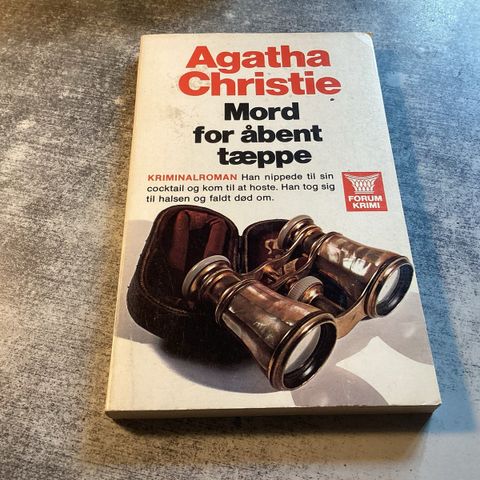 Agatha
Christie
Mord
for åbent
tæppe
KRIMINALROMAN Han nippede til sin
cocktail og kom til at hoste. Han tog sig
til halsen og faldt død om.
FORUM
KRIMI